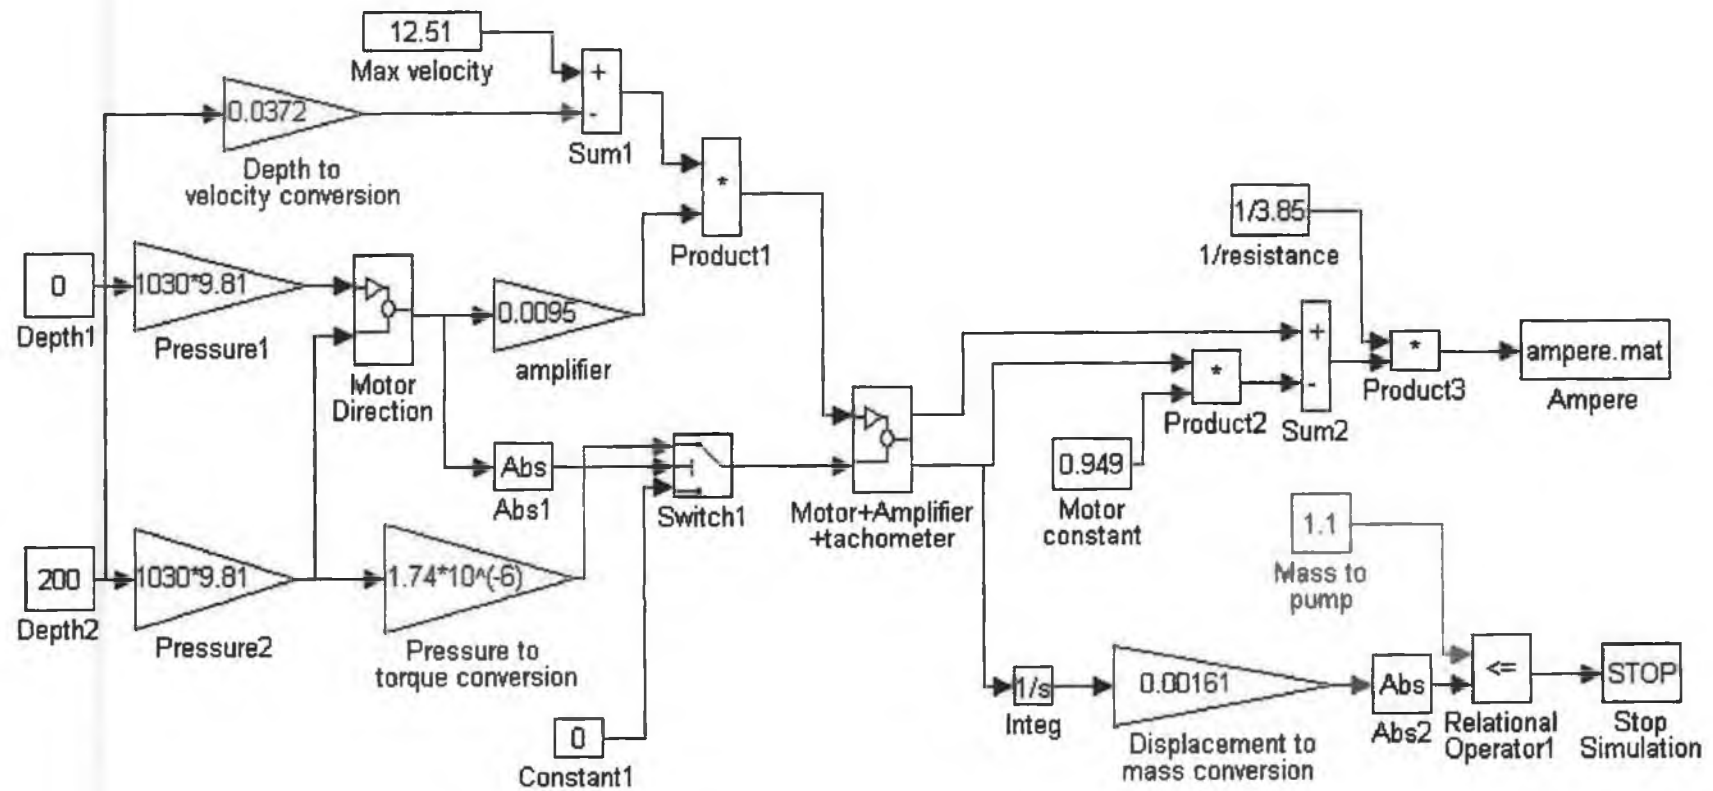 12.51
Max velocity
+
-
Sum1
0.0372
Depth to
velocity conversion
*
Product1
1/3.85
1/resistance
0
Depth1
1030*9.81
Pressure1
Motor
Direction
0.0095
amplifier
+
-
Sum2
*
Product3
ampere.mat
Ampere
*
Product2
Abs
Abs1
Switch1
Motor+Amplifier
+tachometer
0.949
Motor
constant
1.1
Mass to
pump
200
Depth2
1030*9.81
Pressure2
1.74*10^(-6)
Pressure to
torque conversion
0
Constant1
1/s
Integ
0.00161
Displacement to
mass conversion
Abs
Abs2
<=
Relational
Operator1
STOP
Stop
Simulation